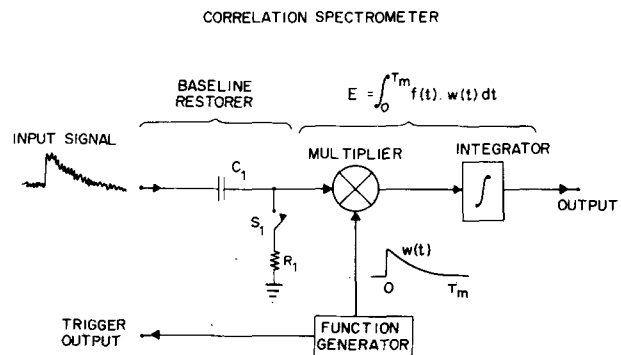 CORRELATION SPECTROMETER
BASELINE
RESTORER
E = ∫₀^Tm f(t). w(t) dt
INPUT SIGNAL
C₁
MULTIPLIER
INTEGRATOR
∫
OUTPUT
S₁
R₁
w(t)
O
Tm
TRIGGER
OUTPUT
FUNCTION
GENERATOR